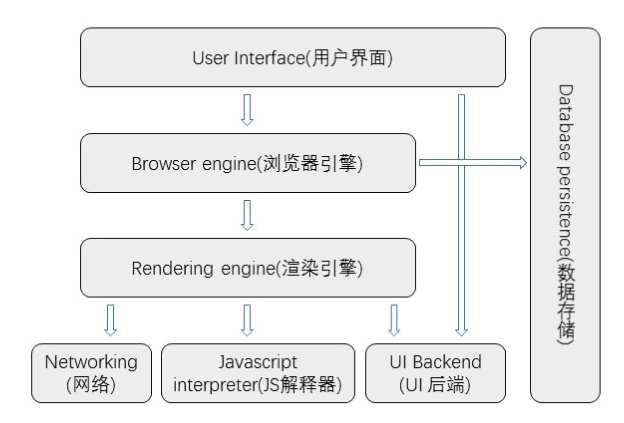 User Interface(用户界面)
Browser engine(浏览器引擎)
Rendering engine(渲染引擎)
Networking
(网络)
Javascript
interpreter(JS解释器)
UI Backend
(UI 后端)
Database persistence(数据存储)